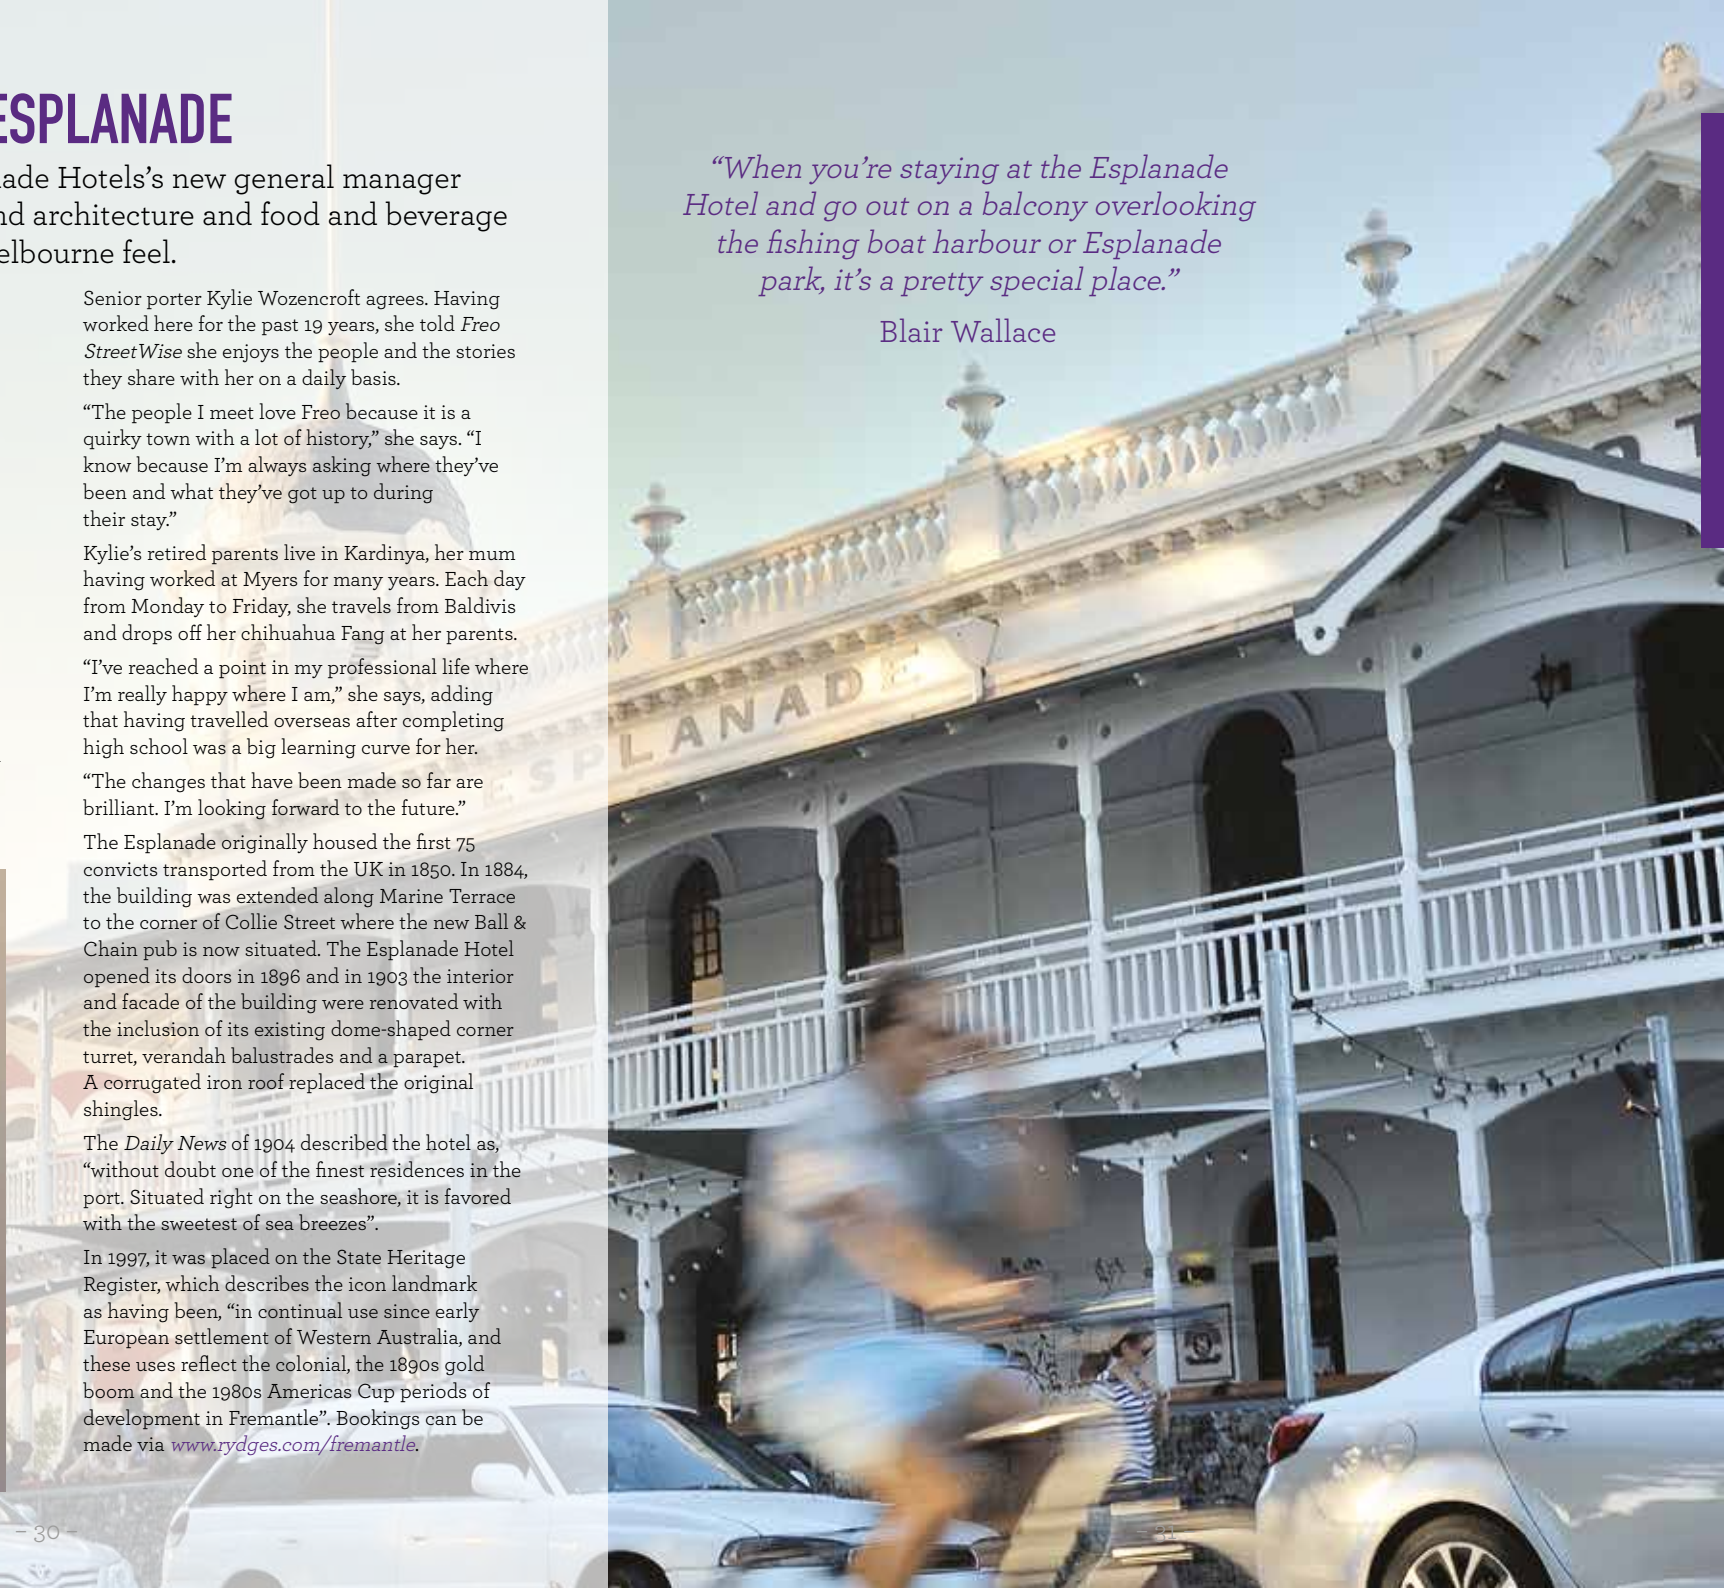 ESPLANADE
ade Hotels's new general manager
nd architecture and food and beverage
elbourne feel.
Senior porter Kylie Wozencroft agrees. Having
worked here for the past 19 years, she told Freo
StreetWise she enjoys the people and the stories
they share with her on a daily basis.
“The people I meet love Freo because it is a
quirky town with a lot of history,” she says. “I
know because I’m always asking where they’ve
been and what they’ve got up to during
their stay.”
Kylie’s retired parents live in Kardinya, her mum
having worked at Myers for many years. Each day
from Monday to Friday, she travels from Baldivis
and drops off her chihuahua Fang at her parents.
“I’ve reached a point in my professional life where
I’m really happy where I am,” she says, adding
that having travelled overseas after completing
high school was a big learning curve for her.
“The changes that have been made so far are
brilliant. I’m looking forward to the future.”
The Esplanade originally housed the first 75
convicts transported from the UK in 1850. In 1884,
the building was extended along Marine Terrace
to the corner of Collie Street where the new Ball &
Chain pub is now situated. The Esplanade Hotel
opened its doors in 1896 and in 1903 the interior
and facade of the building were renovated with
the inclusion of its existing dome-shaped corner
turret, verandah balustrades and a parapet.
A corrugated iron roof replaced the original
shingles.
The Daily News of 1904 described the hotel as,
“without doubt one of the finest residences in the
port. Situated right on the seashore, it is favored
with the sweetest of sea breezes”.
In 1997, it was placed on the State Heritage
Register, which describes the icon landmark
as having been, “in continual use since early
European settlement of Western Australia, and
these uses reflect the colonial, the 1890s gold
boom and the 1980s Americas Cup periods of
development in Fremantle”. Bookings can be
made via www.rydges.com/fremantle.
– 30 –
“When you’re staying at the Esplanade
Hotel and go out on a balcony overlooking
the fishing boat harbour or Esplanade
park, it’s a pretty special place.”
Blair Wallace
ESPLANADE
– 31 –